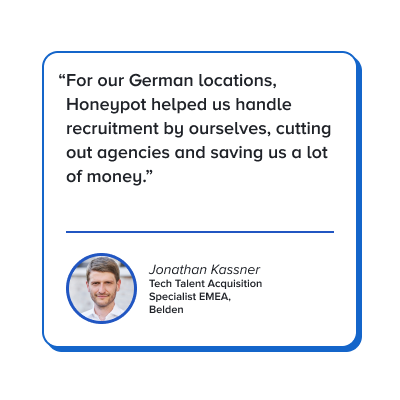 “For our German locations,
Honeypot helped us handle
recruitment by ourselves, cutting
out agencies and saving us a lot
of money.”
Jonathan Kassner
Tech Talent Acquisition
Specialist EMEA,
Belden